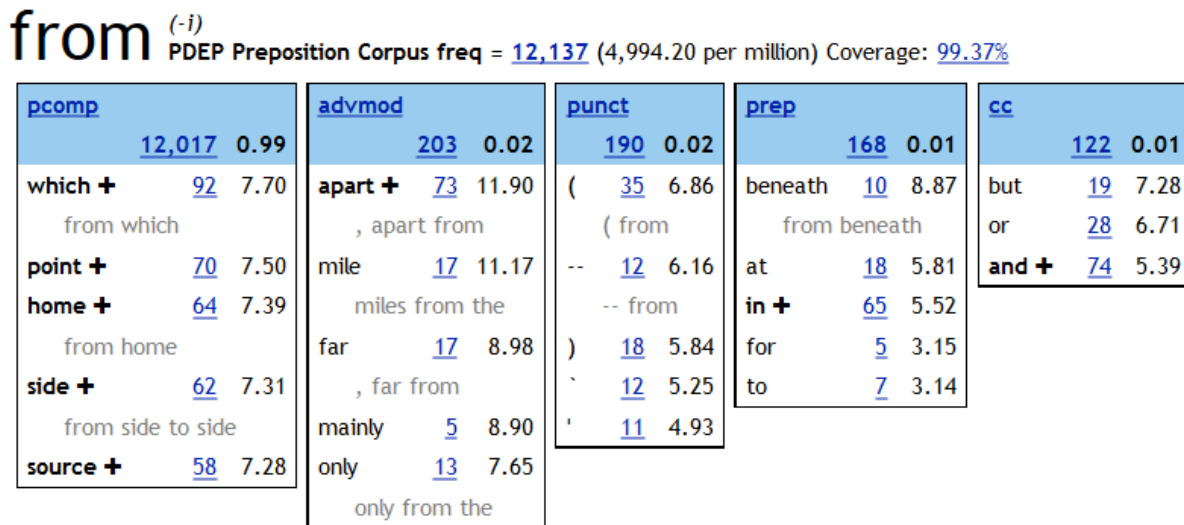 from (-i)
PDEP Preposition Corpus freq = 12,137 (4,994.20 per million) Coverage: 99.37%
pcomp
12,017 0.99
which + 92 7.70
from which
point + 70 7.50
home + 64 7.39
from home
side + 62 7.31
from side to side
source + 58 7.28
advmod
203 0.02
apart + 73 11.90
, apart from
mile 17 11.17
miles from the
far 17 8.98
, far from
mainly 5 8.90
only 13 7.65
only from the
punct
190 0.02
( 35 6.86
( from
-- 12 6.16
-- from
) 18 5.84
` 12 5.25
' 11 4.93
prep
168 0.01
beneath 10 8.87
from beneath
at 18 5.81
in + 65 5.52
for 5 3.15
to 7 3.14
cc
122 0.01
but 19 7.28
or 28 6.71
and + 74 5.39